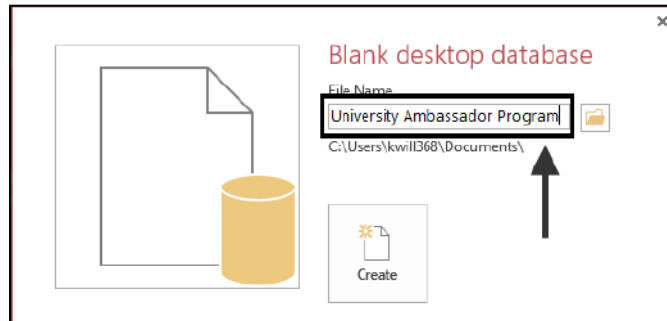 Blank desktop database
File Name
University Ambassador Program
C:\Users\kwill368\Documents\
Create